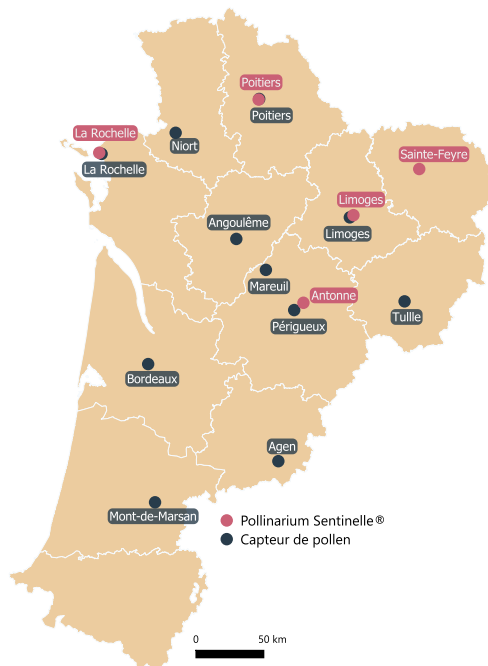 Poitiers
Poitiers
La Rochelle
La Rochelle
Niort
Sainte-Feyre
Limoges
Limoges
Angoulême
Mareuil
Antonne
Périgueux
Tullle
Bordeaux
Agen
Mont-de-Marsan
Pollinarium Sentinelle®
Capteur de pollen
0 50 km